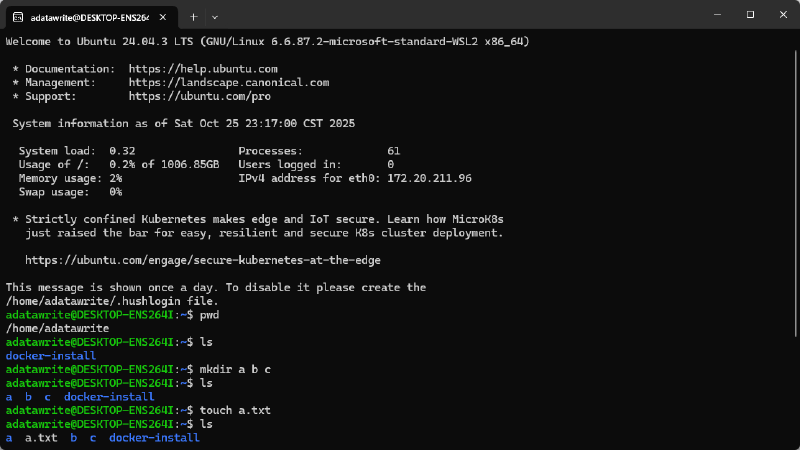 adatawrite@DESKTOP-ENS264I
Welcome to Ubuntu 24.04.3 LTS (GNU/Linux 6.6.87.2-microsoft-standard-WSL2 x86_64)
* Documentation:  https://help.ubuntu.com
* Management:     https://landscape.canonical.com
* Support:        https://ubuntu.com/pro
System information as of Sat Oct 25 23:17:00 CST 2025
System load:  0.32                Processes:             61
Usage of /:   0.2% of 1006.85GB   Users logged in:       0
Memory usage: 2%                  IPv4 address for eth0: 172.20.211.96
Swap usage:   0%
* Strictly confined Kubernetes makes edge and IoT secure. Learn how MicroK8s
just raised the bar for easy, resilient and secure K8s cluster deployment.
https://ubuntu.com/engage/secure-kubernetes-at-the-edge
This message is shown once a day. To disable it please create the
/home/adatawrite/.hushlogin file.
adatawrite@DESKTOP-ENS264I:~$ pwd
/home/adatawrite
adatawrite@DESKTOP-ENS264I:~$ ls
docker-install
adatawrite@DESKTOP-ENS264I:~$ mkdir a b c
adatawrite@DESKTOP-ENS264I:~$ ls
a  b  c  docker-install
adatawrite@DESKTOP-ENS264I:~$ touch a.txt
adatawrite@DESKTOP-ENS264I:~$ ls
a  a.txt  b  c  docker-install